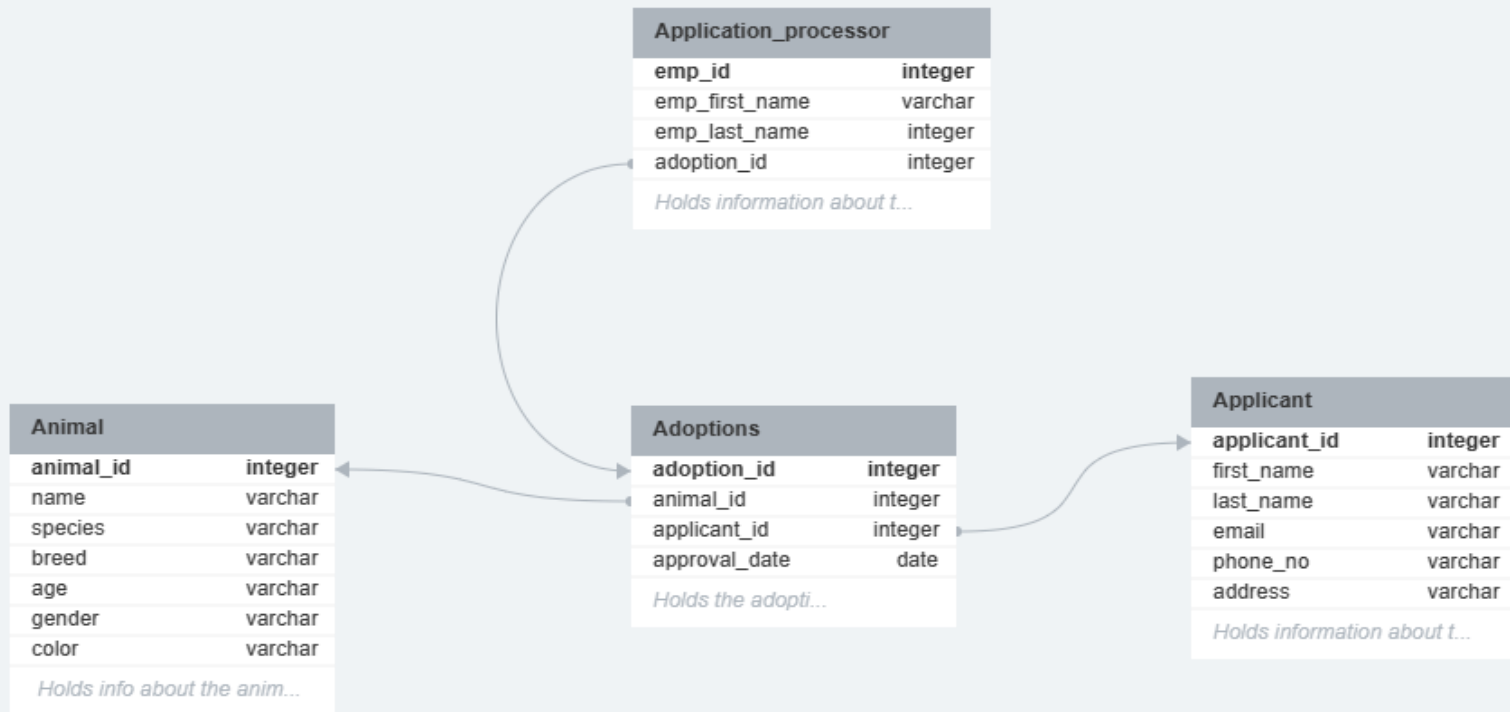 Application_processor
emp_id integer
emp_first_name varchar
emp_last_name integer
adoption_id integer
Holds information about t...
Animal
animal_id integer
name varchar
species varchar
breed varchar
age varchar
gender varchar
color varchar
Holds info about the anim...
Adoptions
adoption_id integer
animal_id integer
applicant_id integer
approval_date date
Holds the adopti...
Applicant
applicant_id integer
first_name varchar
last_name varchar
email varchar
phone_no varchar
address varchar
Holds information about t...